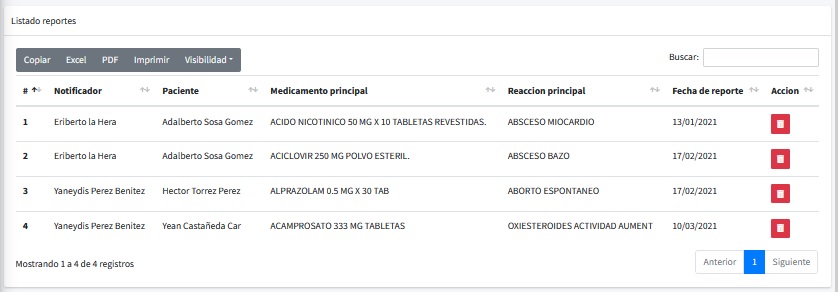 Listado reportes
Copiar Excel PDF Imprimir Visibilidad
Buscar:
# Notificador Paciente Medicamento principal Reaccion principal Fecha de reporte Accion
1 Eriberto la Hera Adalberto Sosa Gomez ACIDO NICOTINICO 50 MG X 10 TABLETAS REVESTIDAS. ABSCESO MIOCARDIO 13/01/2021
2 Eriberto la Hera Adalberto Sosa Gomez ACICLOVIR 250 MG POLVO ESTERIL. ABSCESO BAZO 17/02/2021
3 Yaneydis Perez Benitez Hector Torrez Perez ALPRAZOLAM 0.5 MG X 30 TAB ABORTO ESPONTANEO 17/02/2021
4 Yaneydis Perez Benitez Yean Castañeda Car ACAMPROSATO 333 MG TABLETAS OXIESTEROIDES ACTIVIDAD AUMENT 10/03/2021
Mostrando 1 a 4 de 4 registros
Anterior 1 Siguiente